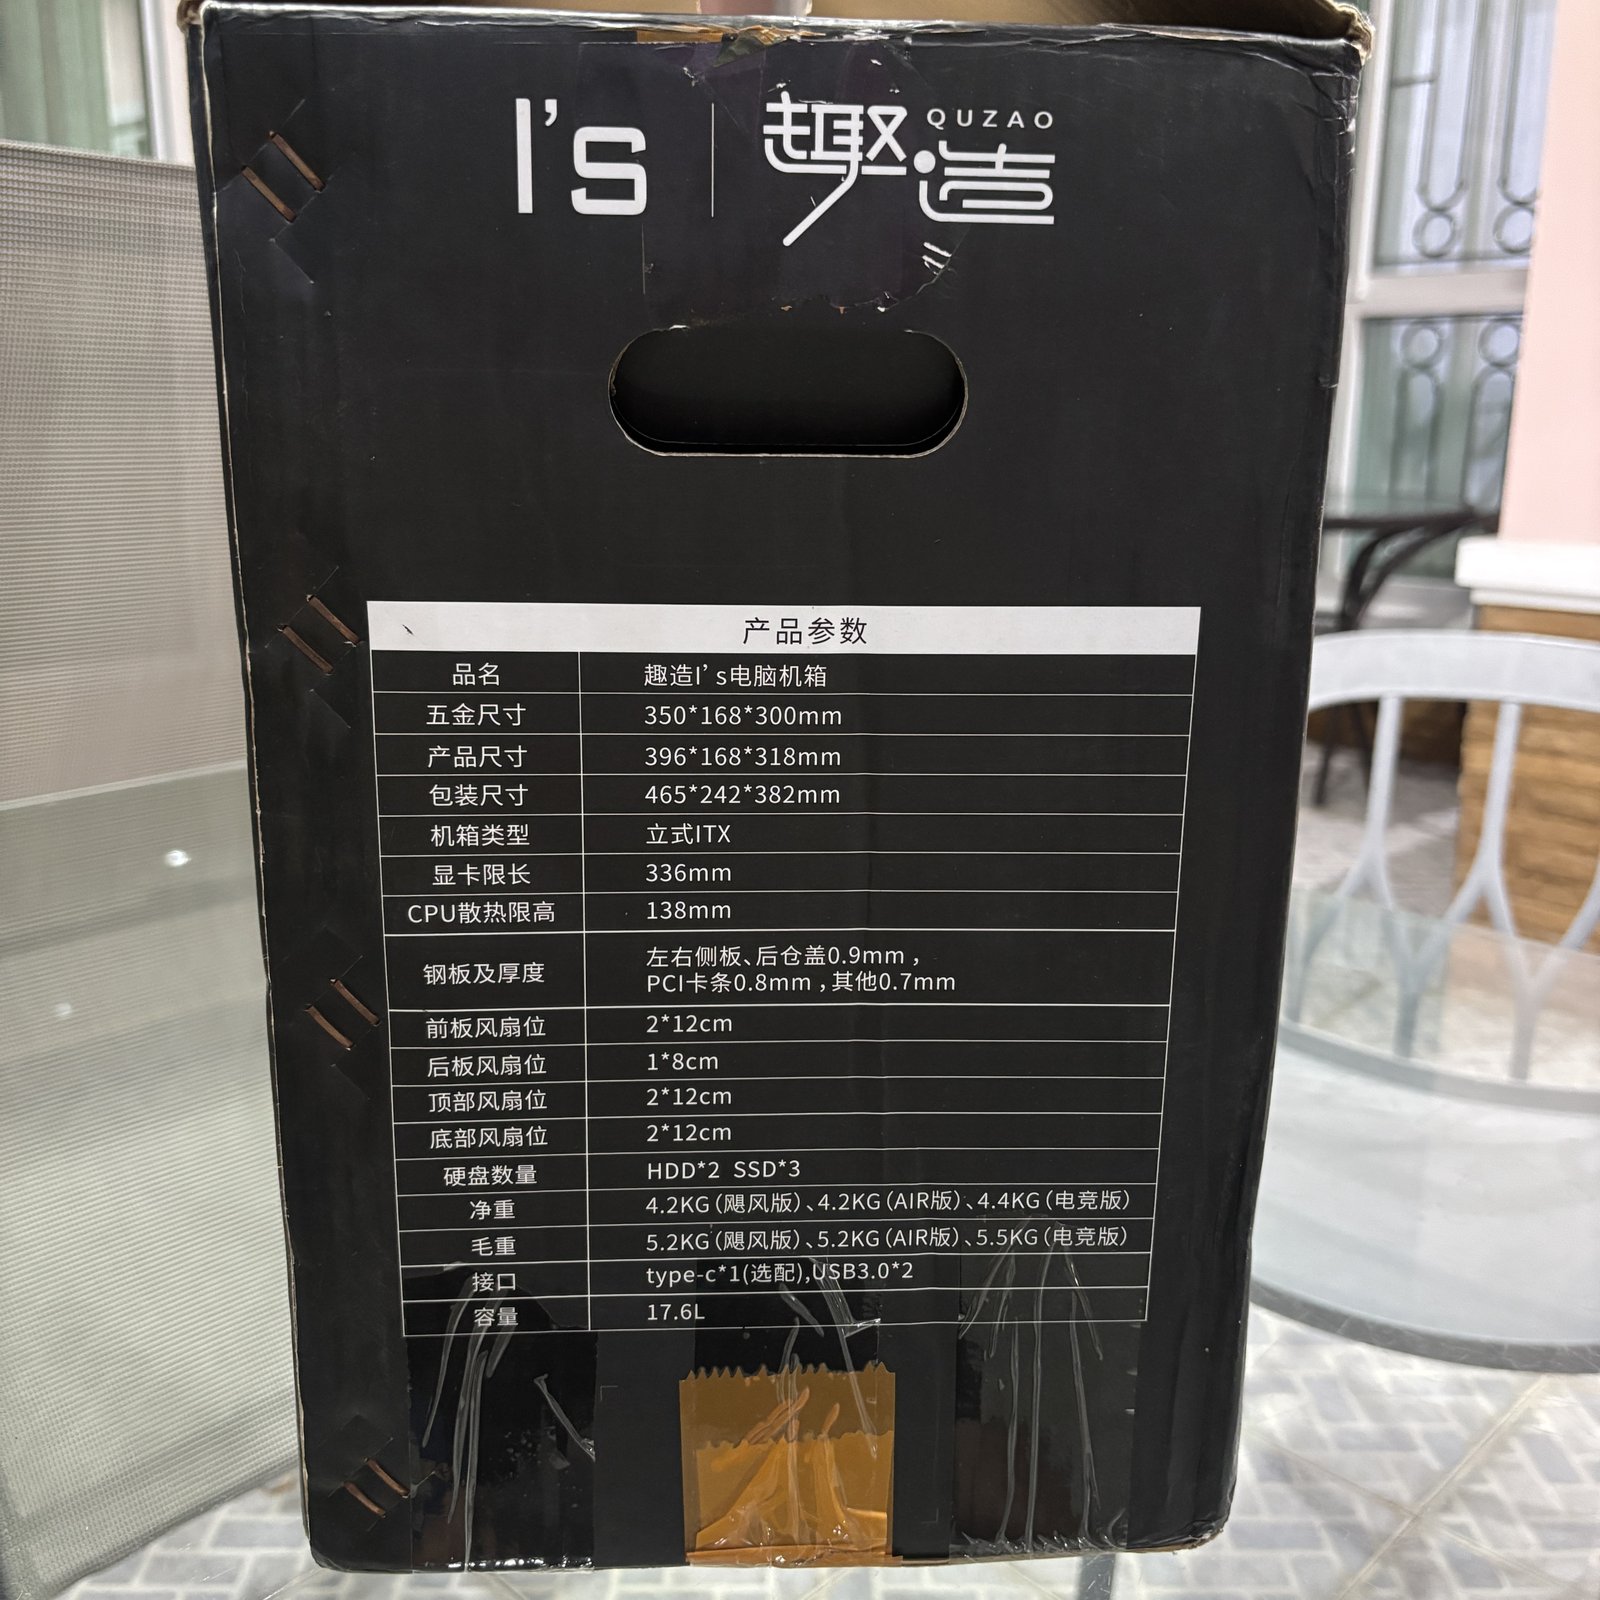 I's 趣造 QUZAO
产品参数
品名 趣造I's电脑机箱
五金尺寸 350*168*300mm
产品尺寸 396*168*318mm
包装尺寸 465*242*382mm
机箱类型 立式ITX
显卡限长 336mm
CPU散热限高 138mm
钢板及厚度 左右侧板、后仓盖0.9mm，
PCI卡条0.8mm，其他0.7mm
前板风扇位 2*12cm
后板风扇位 1*8cm
顶部风扇位 2*12cm
底部风扇位 2*12cm
硬盘数量 HDD*2 SSD*3
净重 4.2KG（飓风版）、4.2KG（AIR版）、4.4KG（电竞版）
毛重 5.2KG（飓风版）、5.2KG（AIR版）、5.5KG（电竞版）
接口 type-c*1(选配),USB3.0*2
容量 17.6L